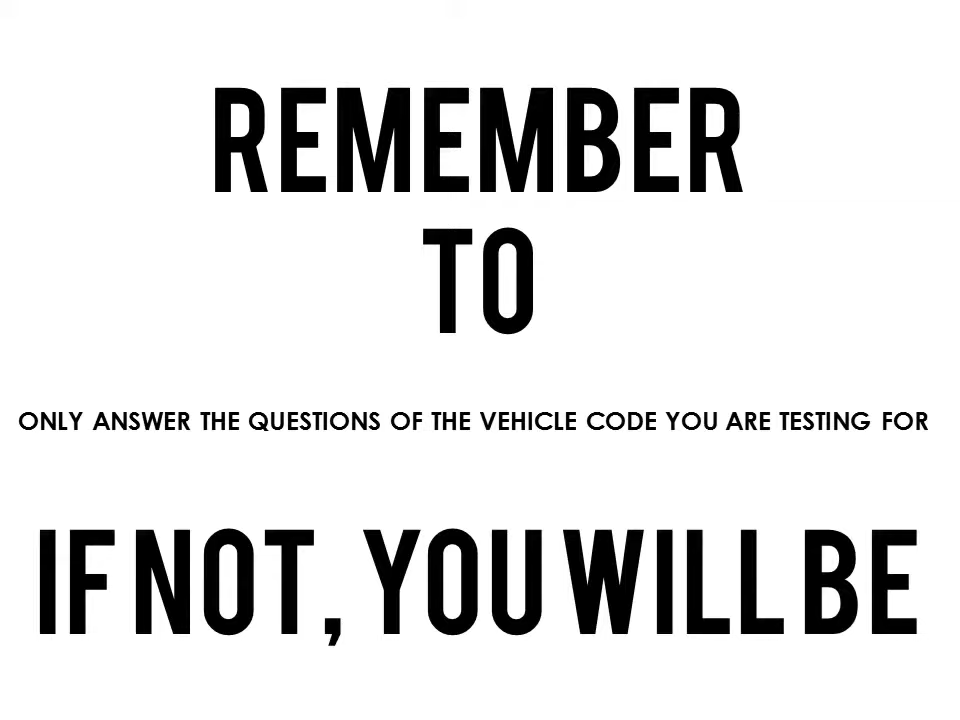 REMEMBER
TO
ONLY ANSWER THE QUESTIONS OF THE VEHICLE CODE YOU ARE TESTING FOR
IF NOT, YOU WILL BE